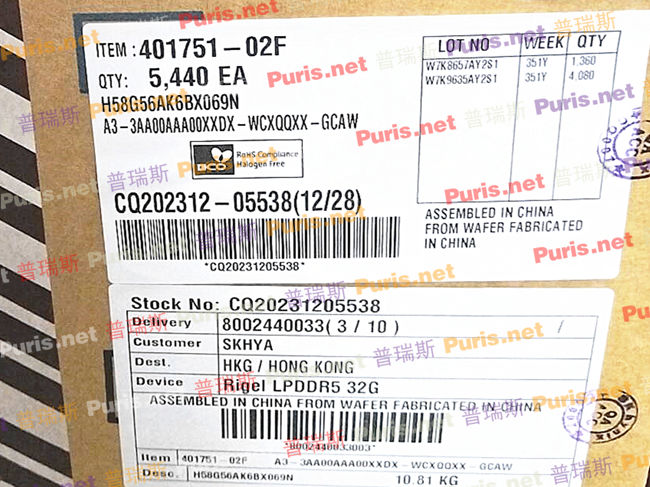 ITEM : 401751-02F
QTY: 5,440 EA
H58G56AK6BX069N
A3-3AA00AAA00XXDX-WCXQQXX-GCAW
LOT NO WEEK QTY
W7K8657AY2S1 351Y 1,360
W7K9635AY2S1 351Y 4,080
ECO RoHS Compliance
Halogen Free
CQ202312-05538(12/28)
*CQ20231205538*
ASSEMBLED IN CHINA
FROM WAFER FABRICATED
IN CHINA
Stock No: CQ20231205538
Delivery 8002440033( 3 / 10 )
Customer SKHYA
Dest. HKG / HONG KONG
Device Rigel LPDDR5 32G
ASSEMBLED IN CHINA FROM WAFER FABRICATED IN CHINA
*8002440033003*
Item 401751-02F A3-3AA00AAA00XXDX-WCXQQXX-GCAW
Desc. H58G56AK6BX069N 10.81 KG
普瑞斯 Puris.net